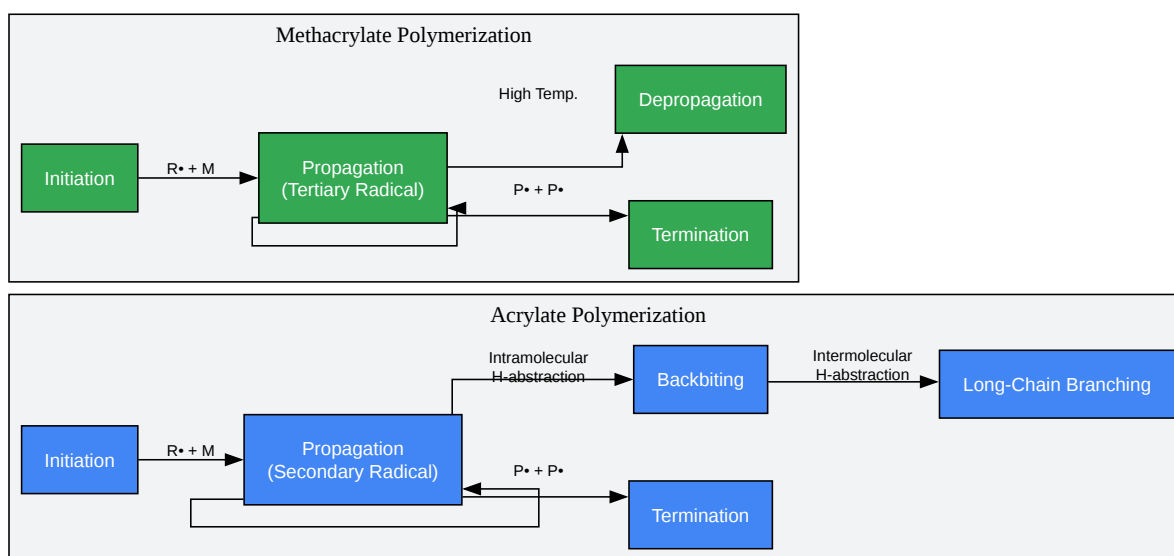 Methacrylate Polymerization
High Temp.
Depropagation
Initiation
R• + M
Propagation
(Tertiary Radical)
P• + P•
Termination
Acrylate Polymerization
Intramolecular
H-abstraction
Backbiting
Intermolecular
H-abstraction
Long-Chain Branching
Initiation
R• + M
Propagation
(Secondary Radical)
P• + P•
Termination